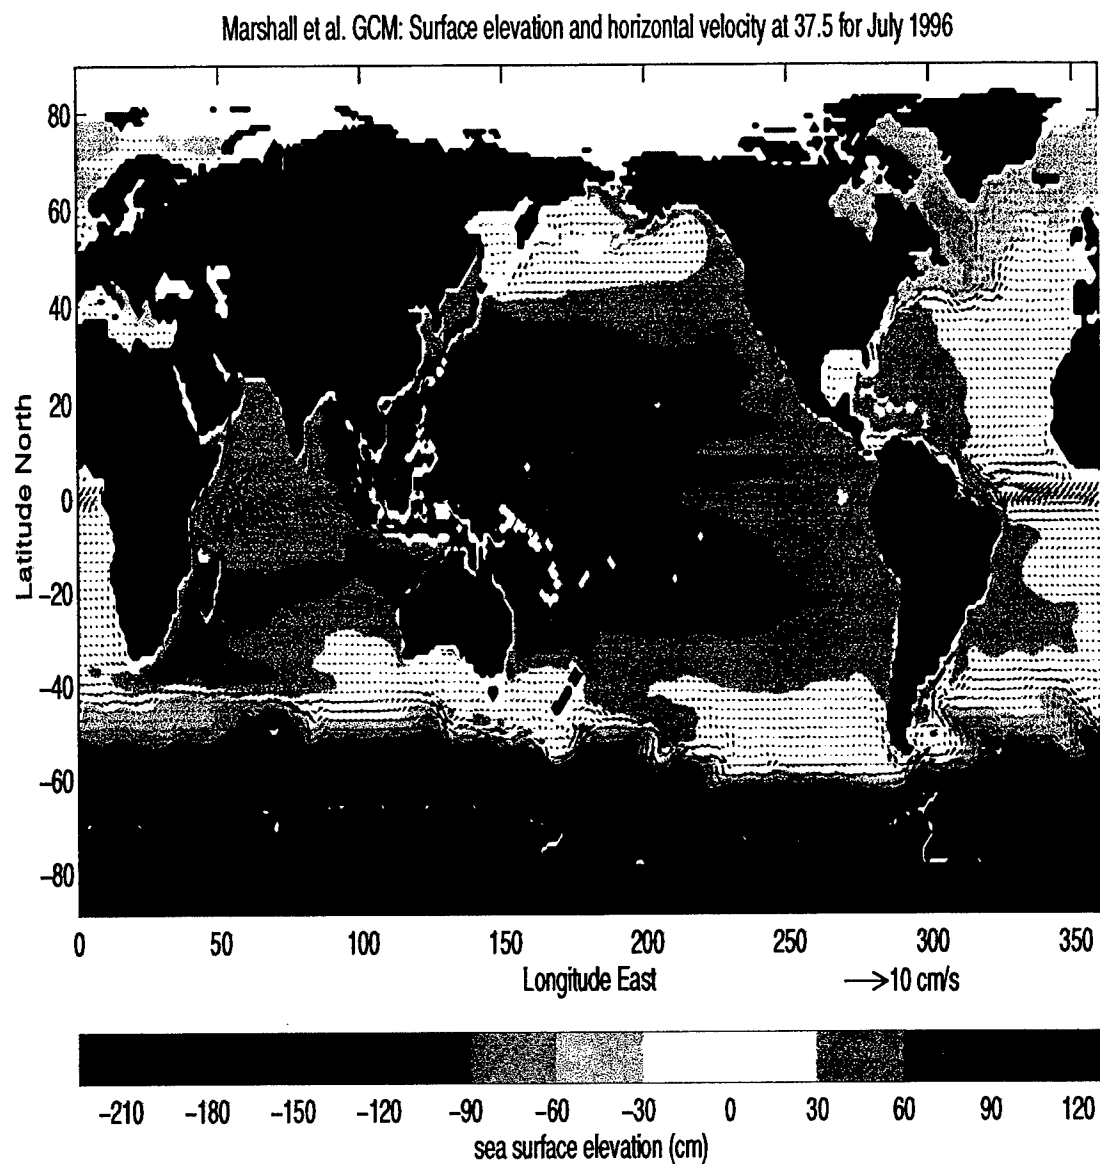 Marshall et al. GCM: Surface elevation and horizontal velocity at 37.5 for July 1996
80
60
40
20
0
−20
−40
−60
−80
Latitude North
0 50 100 150 200 250 300 350
Longitude East
10 cm/s
−210 −180 −150 −120 −90 −60 −30 0 30 60 90 120
sea surface elevation (cm)